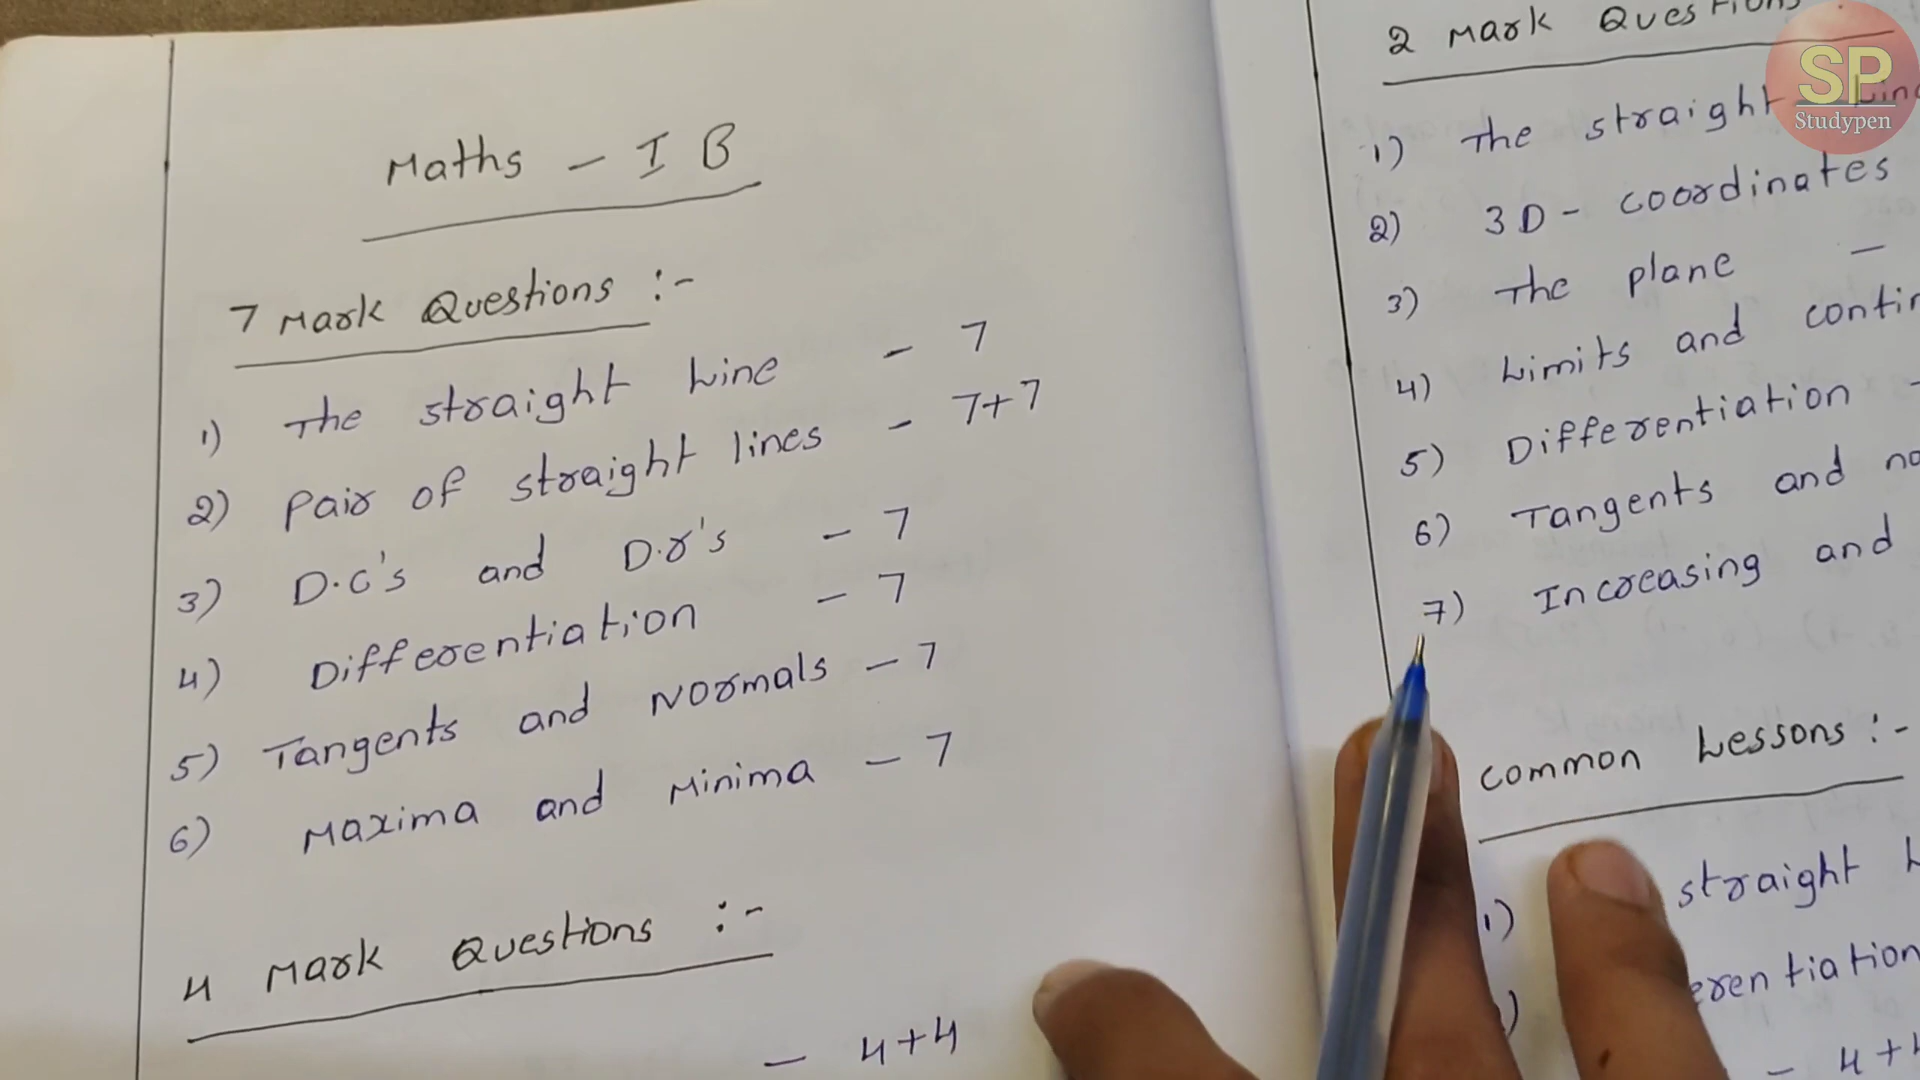 Maths - I B
7 Mark Questions :-
1) The straight Line - 7
2) Pair of straight lines - 7+7
3) D.C's and D.r's - 7
4) Differentiation - 7
5) Tangents and Normals - 7
6) Maxima and Minima - 7
4 Mark Questions :-
- 4+4
2 Mark Questions
1) The straight
2) 3D - coordinates
3) The plane -
4) Limits and
5) Differentiation -
6) Tangents and
7) Increasing and
Common Lessons :-
1) straight
- 4+4
SP
Studypen